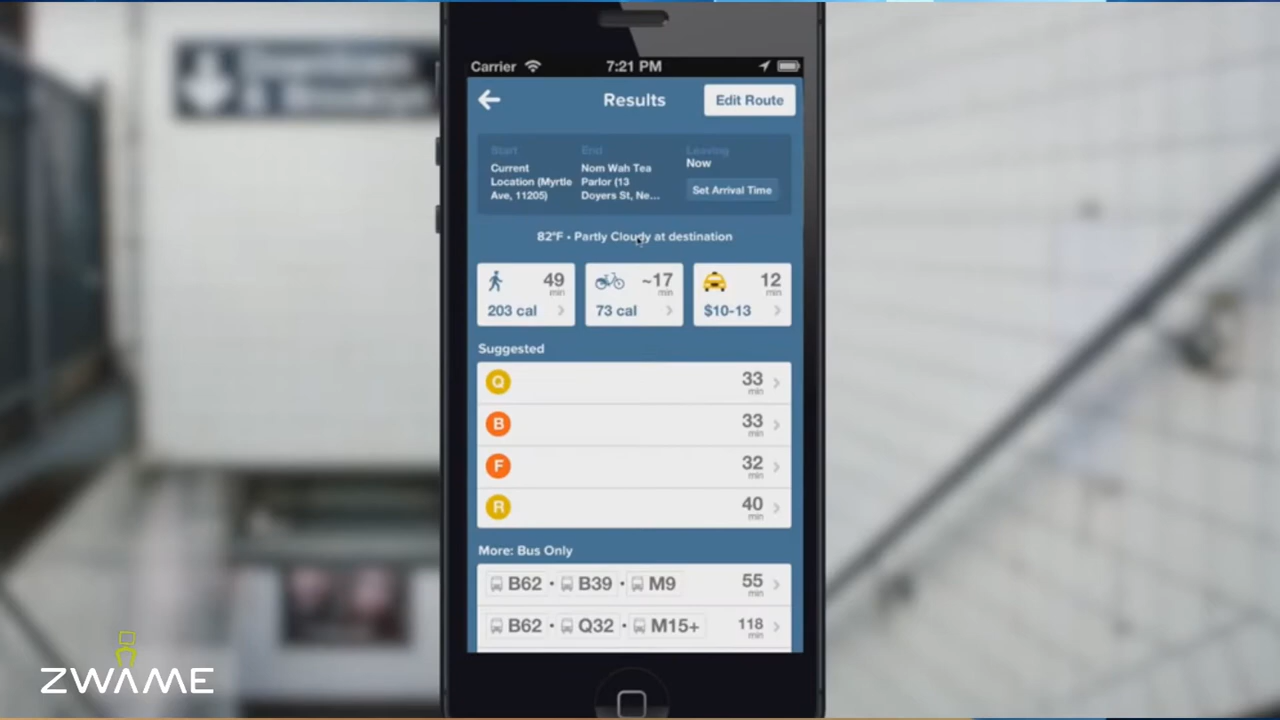 Carrier 7:21 PM
Results
Edit Route
Start
Current
Location (Myrtle
Ave, 11205)
End
Nom Wah Tea
Parlor (13
Doyers St, Ne...
Leaving
Now
Set Arrival Time
82°F • Partly Cloudy at destination
49
min
203 cal
~17
min
73 cal
12
min
$10-13
Suggested
Q 33
min
B 33
min
F 32
min
R 40
min
More: Bus Only
B62 • B39 • M9 55
min
B62 • Q32 • M15+ 118
min
ZWAME